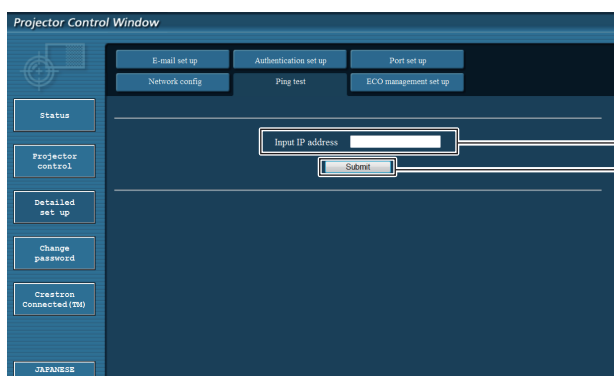 Projector Control Window
E-mail set up
Authentication set up
Port set up
Network config
Ping test
ECO management set up
Status
Projector
control
Detailed
set up
Change
password
Crestron
Connected(TM)
JAPANESE
Input IP address
Submit